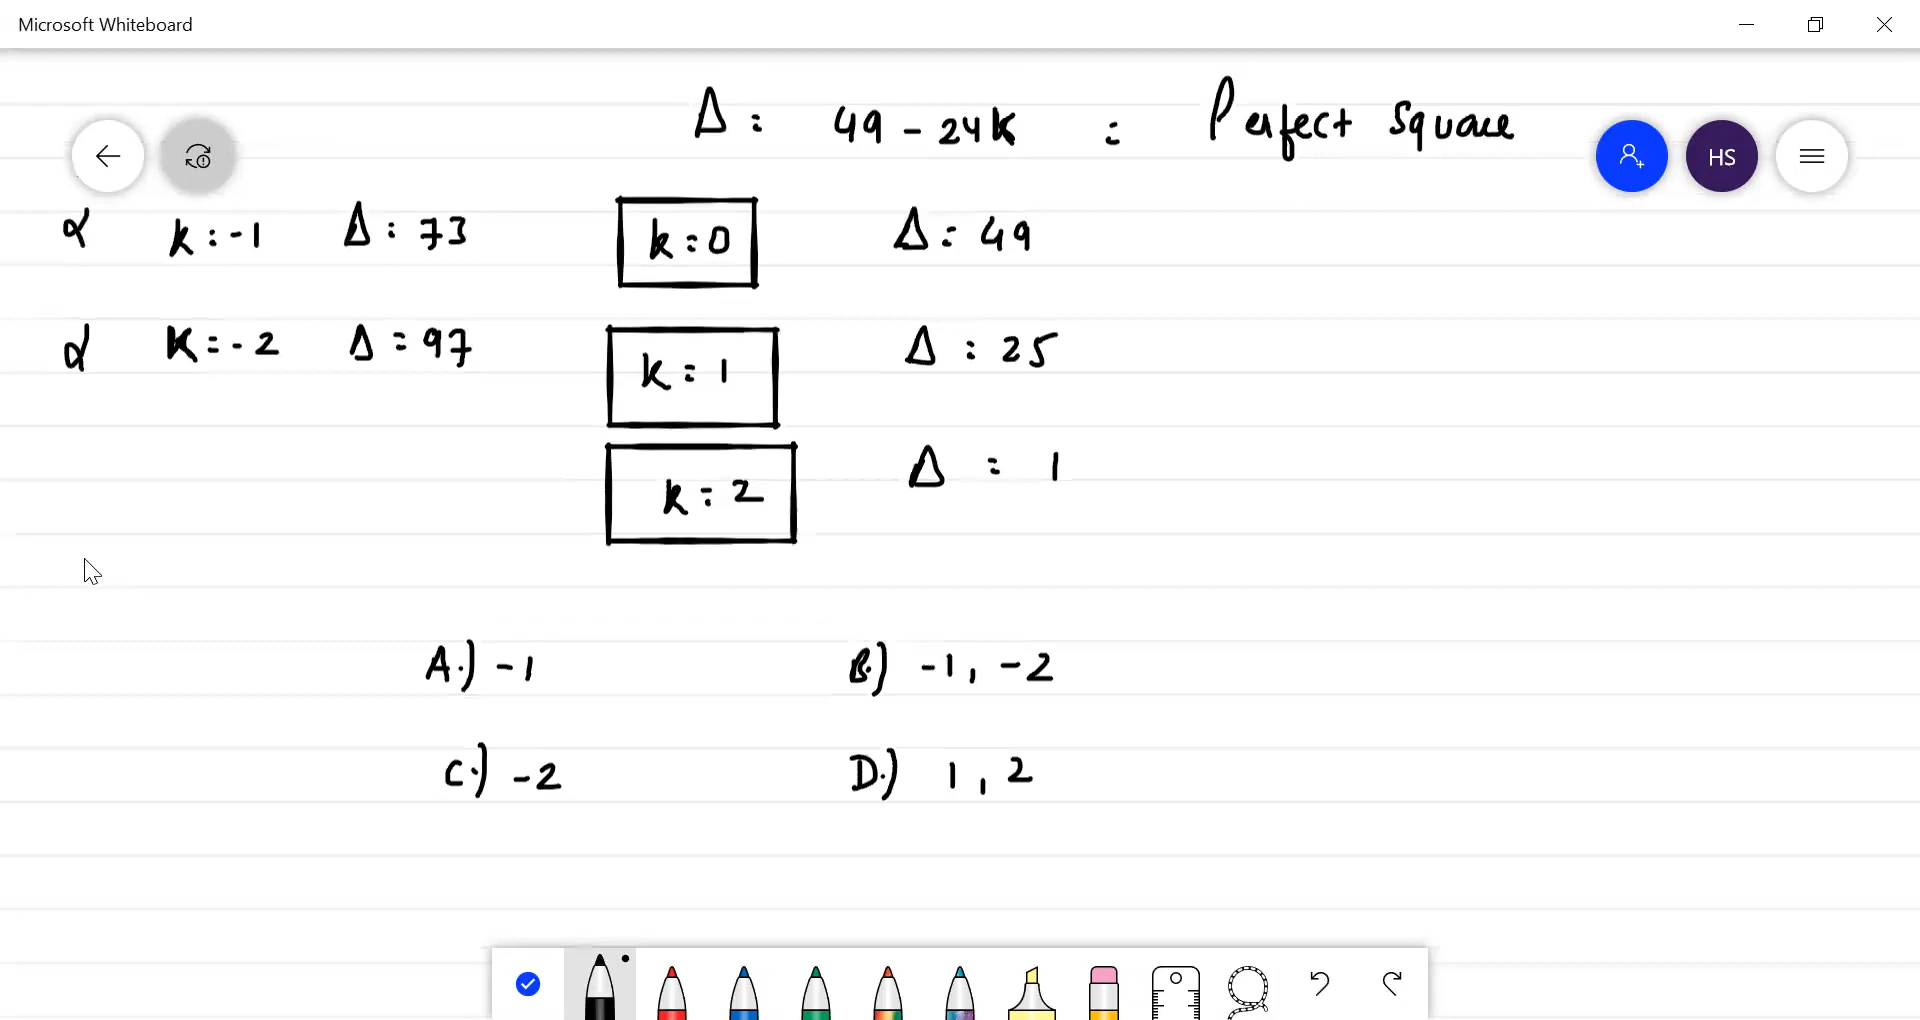 Microsoft Whiteboard
Δ = 49 - 24K = Perfect Square
HS
α k = -1 Δ = 73 k = 0 Δ = 49
α K = -2 Δ = 97 k = 1 Δ = 25
k = 2 Δ = 1
A.) -1 B.) -1, -2
C.) -2 D.) 1, 2